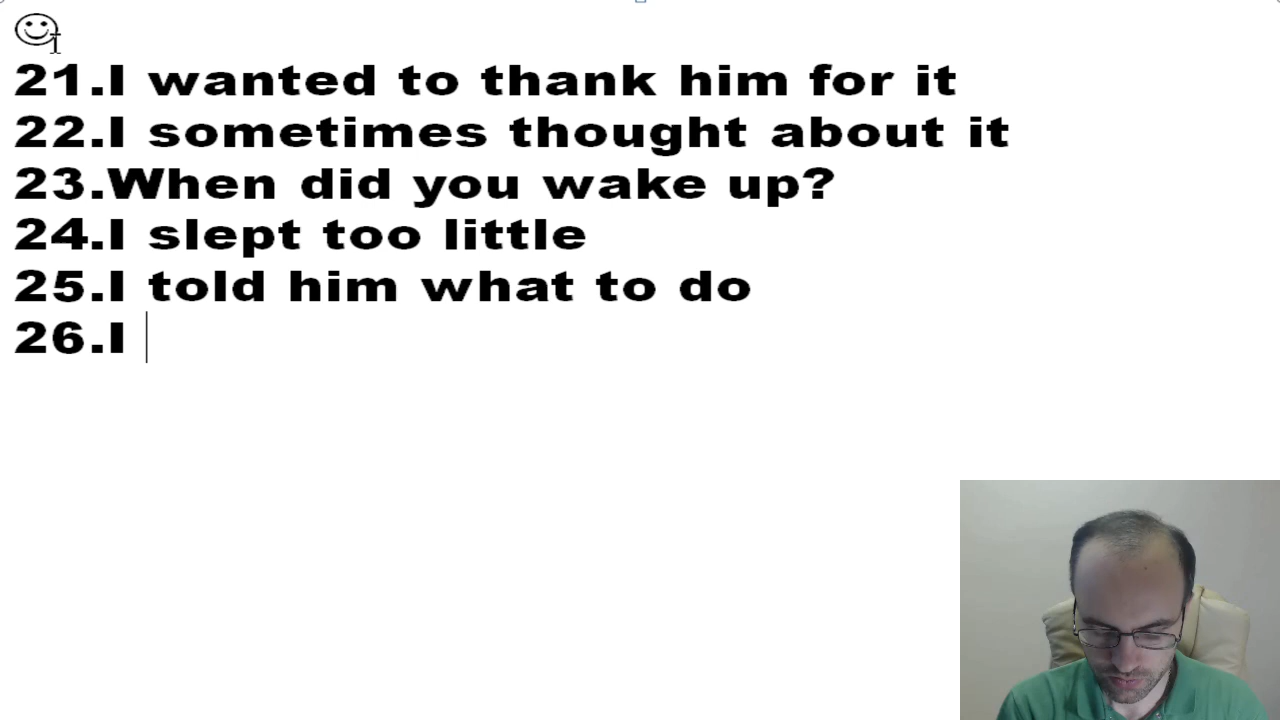 21.I wanted to thank him for it
22.I sometimes thought about it
23.When did you wake up?
24.I slept too little
25.I told him what to do
26.I